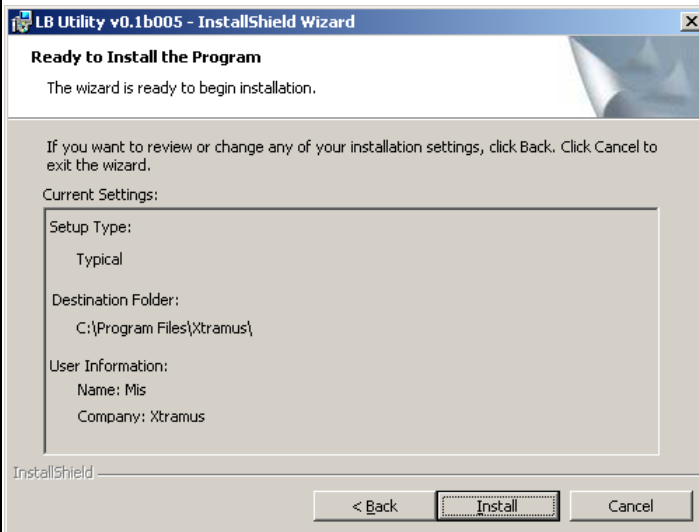 LB Utility v0.1b005 - InstallShield Wizard
Ready to Install the Program
The wizard is ready to begin installation.
If you want to review or change any of your installation settings, click Back. Click Cancel to
exit the wizard.
Current Settings:
Setup Type:
Typical
Destination Folder:
C:\Program Files\Xtramus\
User Information:
Name: Mis
Company: Xtramus
InstallShield
< Back Install Cancel